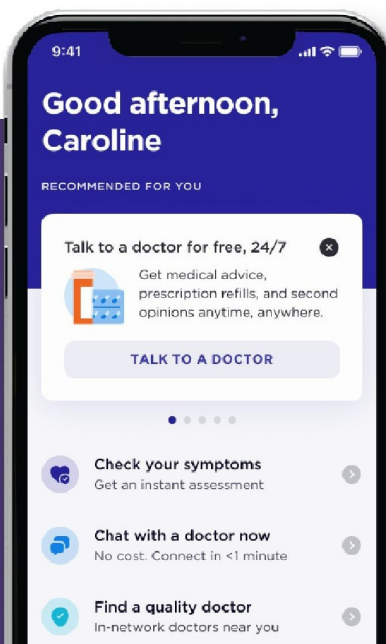 9:41
Good afternoon,
Caroline
RECOMMENDED FOR YOU
Talk to a doctor for free, 24/7
Get medical advice,
prescription refills, and second
opinions anytime, anywhere.
TALK TO A DOCTOR
Check your symptoms
Get an instant assessment
Chat with a doctor now
No cost. Connect in <1 minute
Find a quality doctor
In-network doctors near you